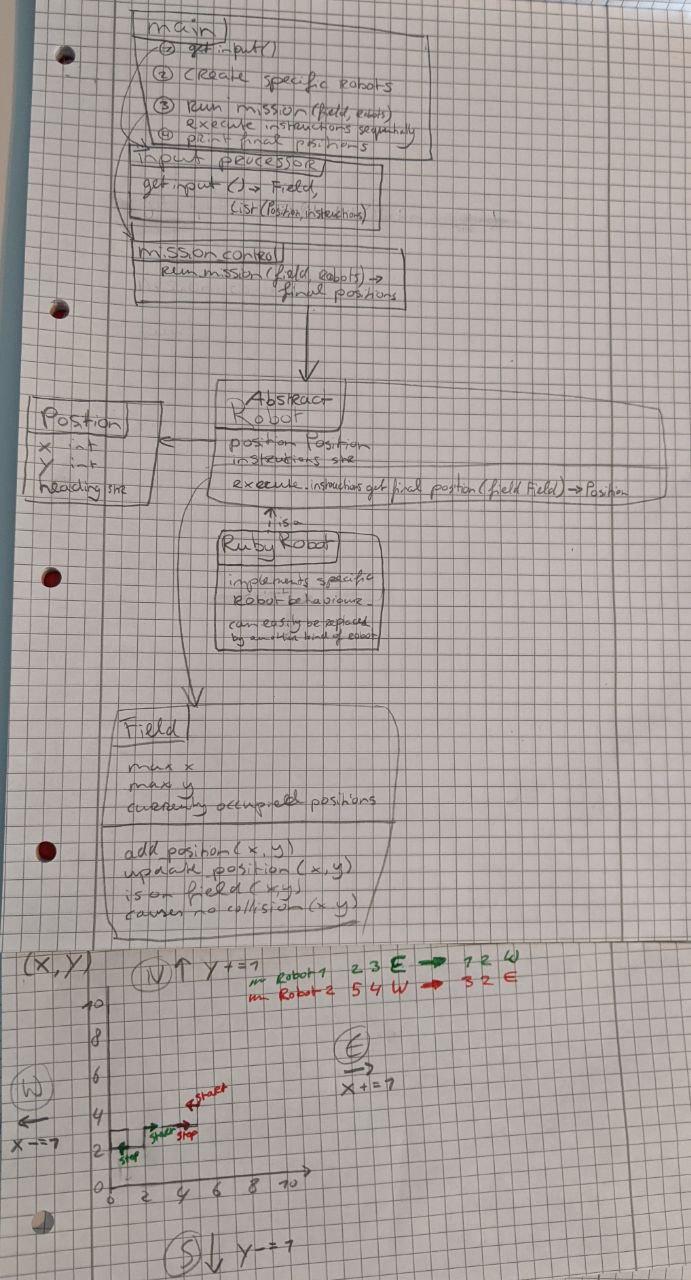 main
① get input()
② Create specific Robots
③ Run mission (field, robots)
execute instructions sequentially
④ print final positions
Input processor
get input () → Field,
List (Position, instructions)
mission control
Run mission (field, Robots) →
final positions
Abstract
Robot
position Position
instructions str
execute instructions get final position (field Field) → Position
Position
x int
y int
heading str
is a
Ruby Robot
implements specific
Robot behaviour
can easily be replaced
by another kind of robot
Field
max x
max y
currently occupied positions
add position (x, y)
update position (x, y)
is on field (x, y)
causes no collision (x y)
(X, Y)
N ↑ Y += 1
Robot 1 2 3 E → 1 2 W
Robot 2 5 4 W → 3 2 E
10
8
6
4
2
0
0 2 4 6 8 10
E
→
X += 1
W
←
X -= 1
Start
Start
Stop
Stop
S ↓ Y -= 1